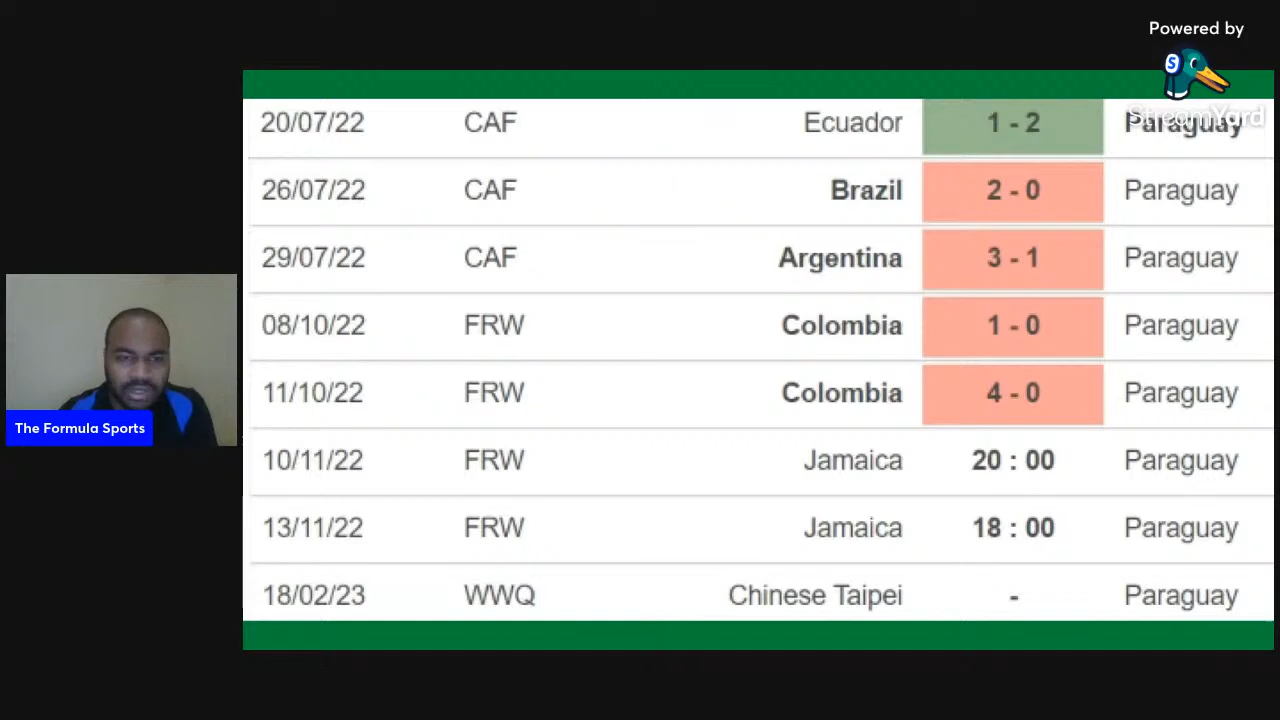 Powered by
S
StreamYard
20/07/22 CAF Ecuador 1 - 2 Paraguay
26/07/22 CAF Brazil 2 - 0 Paraguay
29/07/22 CAF Argentina 3 - 1 Paraguay
08/10/22 FRW Colombia 1 - 0 Paraguay
11/10/22 FRW Colombia 4 - 0 Paraguay
10/11/22 FRW Jamaica 20 : 00 Paraguay
13/11/22 FRW Jamaica 18 : 00 Paraguay
18/02/23 WWQ Chinese Taipei - Paraguay
The Formula Sports